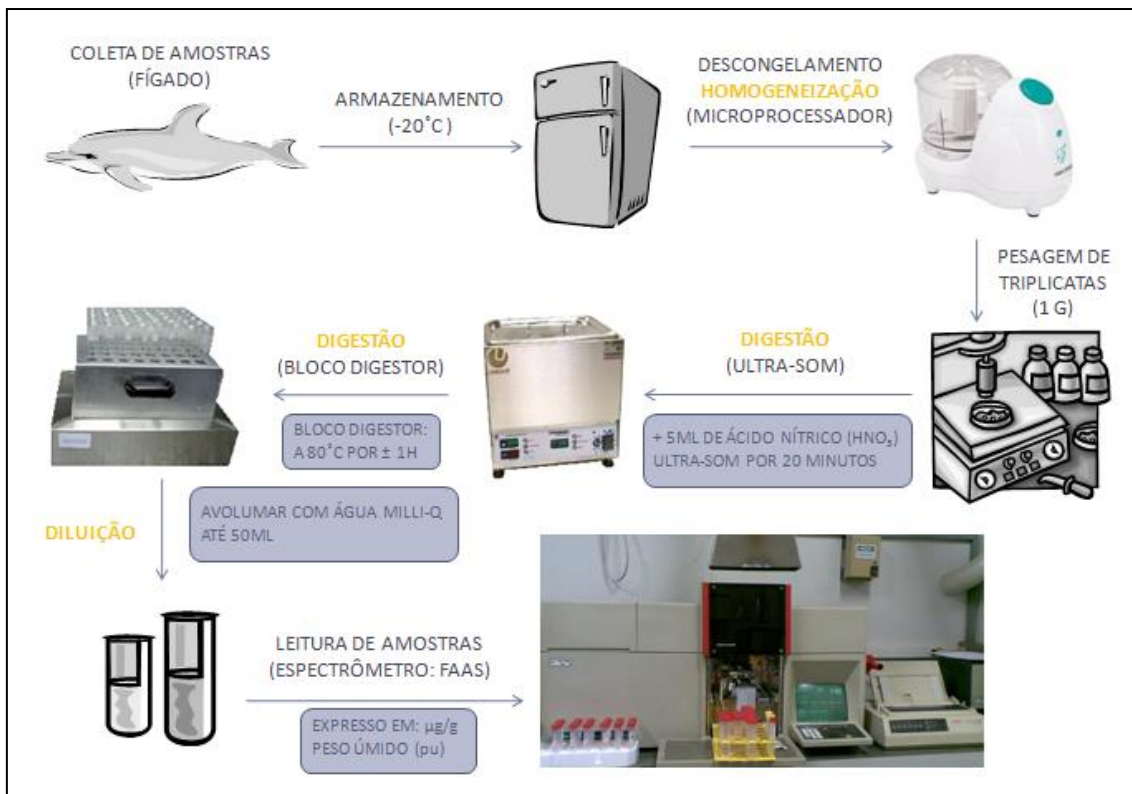 COLETA DE AMOSTRAS
(FÍGADO)
ARMAZENAMENTO
(-20˚C )
DESCONGELAMENTO
HOMOGENEIZAÇÃO
(MICROPROCESSADOR)
PESAGEM DE
TRIPLICATAS
(1 G)
DIGESTÃO
(ULTRA-SOM)
+ 5ML DE ÁCIDO NÍTRICO (HNO₅)
ULTRA-SOM POR 20 MINUTOS
DIGESTÃO
(BLOCO DIGESTOR)
BLOCO DIGESTOR:
A 80˚C POR ± 1H
DILUIÇÃO
AVOLUMAR COM ÁGUA MILLI-Q
ATÉ 50ML
LEITURA DE AMOSTRAS
(ESPECTRÔMETRO: FAAS)
EXPRESSO EM: µg/g
PESO ÚMIDO (pu)